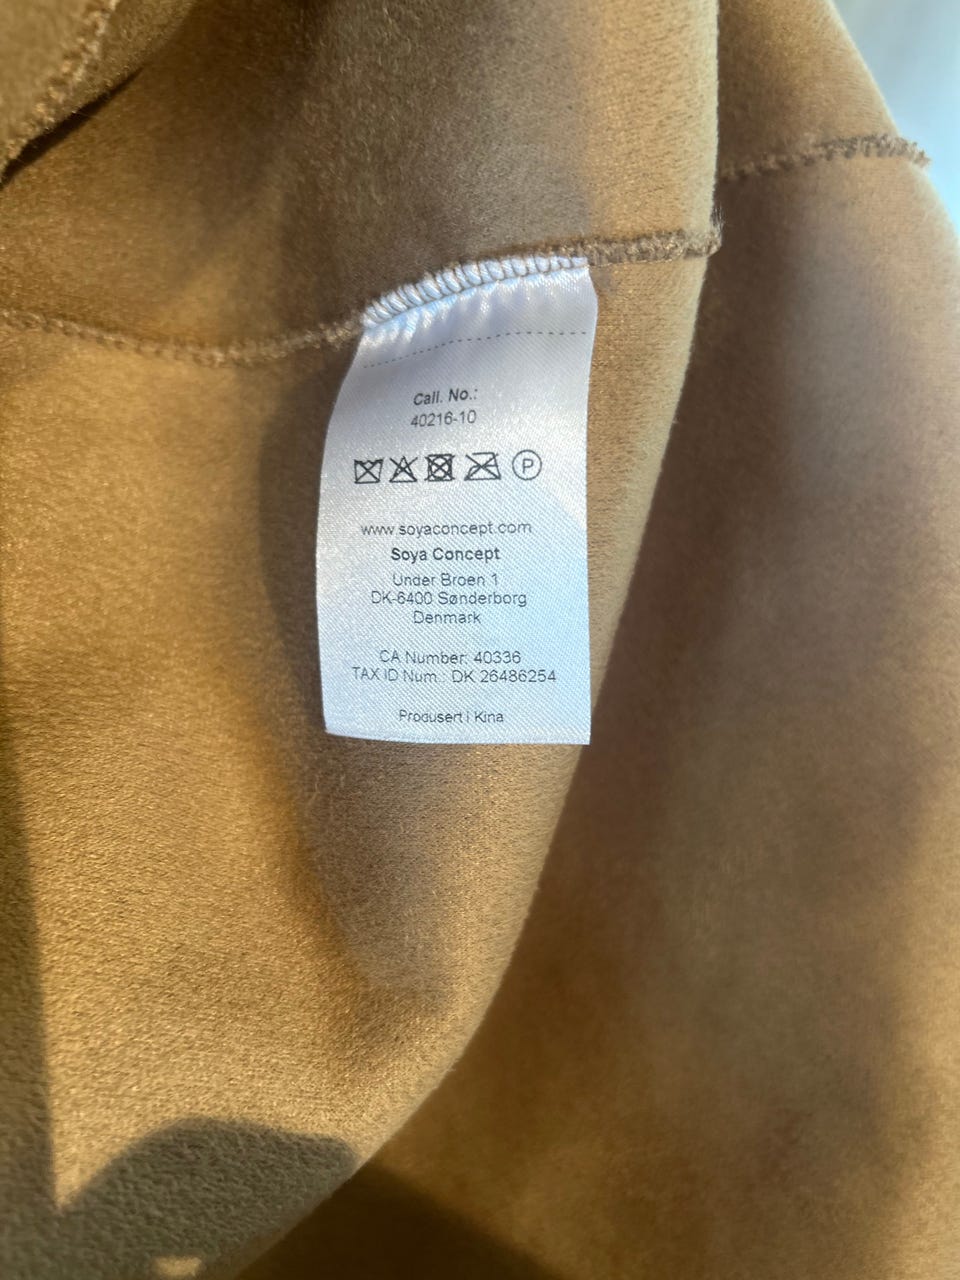 Call. No.:
40216-10
P
www.soyaconcept.com
Soya Concept
Under Broen 1
DK-6400 Sønderborg
Denmark
CA Number: 40336
TAX ID Num.: DK 26486254
Produsert i Kina